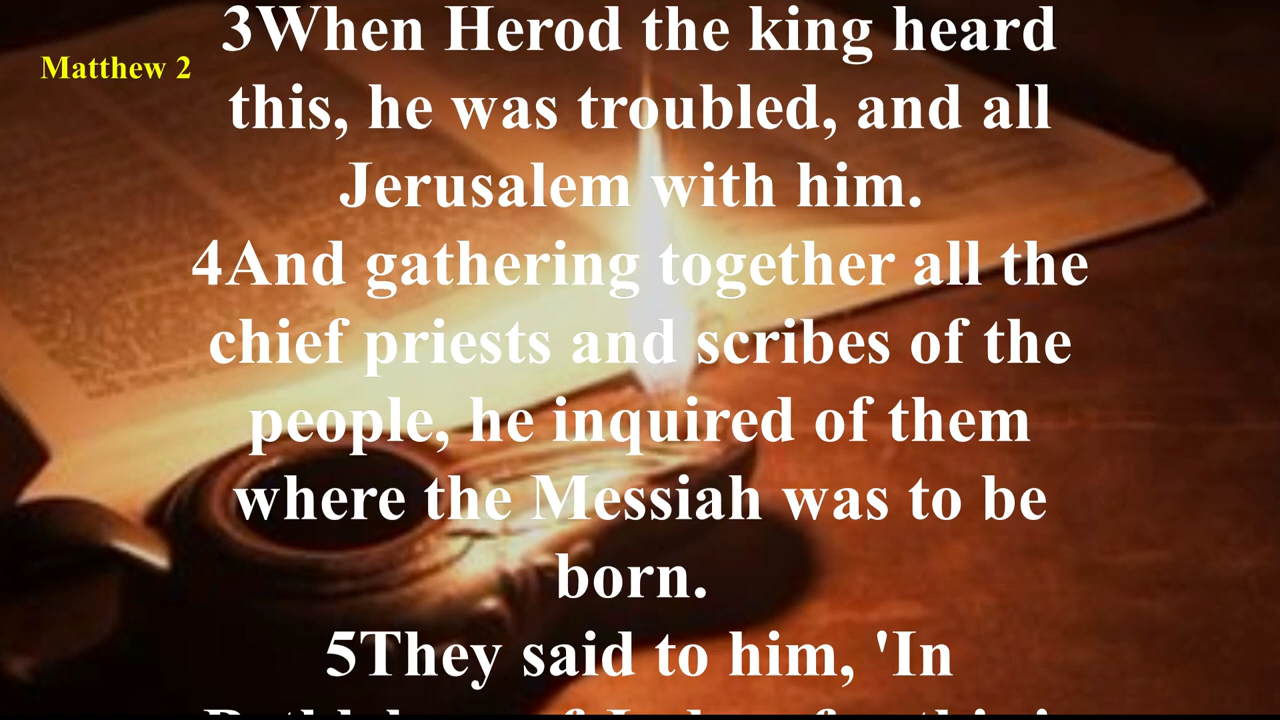 3When Herod the king heard
Matthew 2
this, he was troubled, and all
Jerusalem with him.
4And gathering together all the
chief priests and scribes of the
people, he inquired of them
where the Messiah was to be
born.
5They said to him, 'In